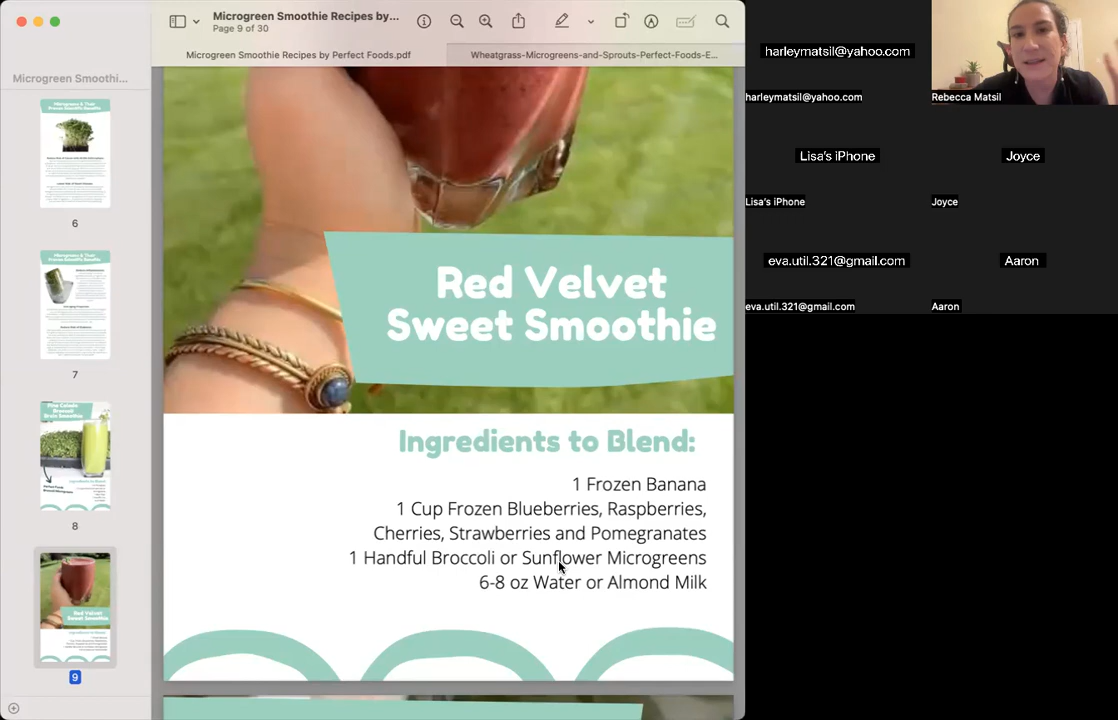 Microgreen Smoothie Recipes by...
Page 9 of 30
Microgreen Smoothie Recipes by Perfect Foods.pdf
Wheatgrass-Microgreens-and-Sprouts-Perfect-Foods-E...
Microgreen Smoothi...
6
7
8
9
Red Velvet
Sweet Smoothie
Ingredients to Blend:
1 Frozen Banana
1 Cup Frozen Blueberries, Raspberries,
Cherries, Strawberries and Pomegranates
1 Handful Broccoli or Sunflower Microgreens
6-8 oz Water or Almond Milk
harleymatsil@yahoo.com
harleymatsil@yahoo.com
Rebecca Matsil
Lisa's iPhone
Joyce
Lisa's iPhone
Joyce
eva.util.321@gmail.com
Aaron
eva.util.321@gmail.com
Aaron